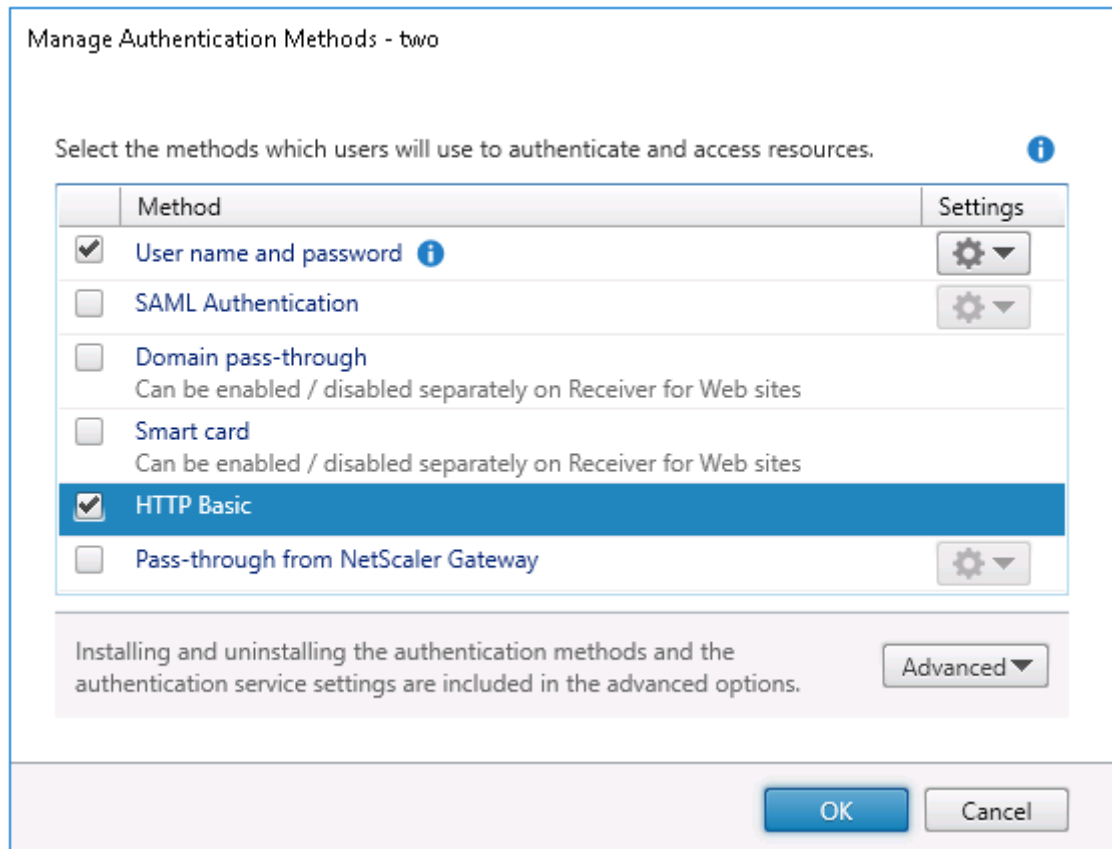 Manage Authentication Methods - two
Select the methods which users will use to authenticate and access resources.
Method Settings
User name and password
SAML Authentication
Domain pass-through
Can be enabled / disabled separately on Receiver for Web sites
Smart card
Can be enabled / disabled separately on Receiver for Web sites
HTTP Basic
Pass-through from NetScaler Gateway
Installing and uninstalling the authentication methods and the
authentication service settings are included in the advanced options.
Advanced
OK Cancel